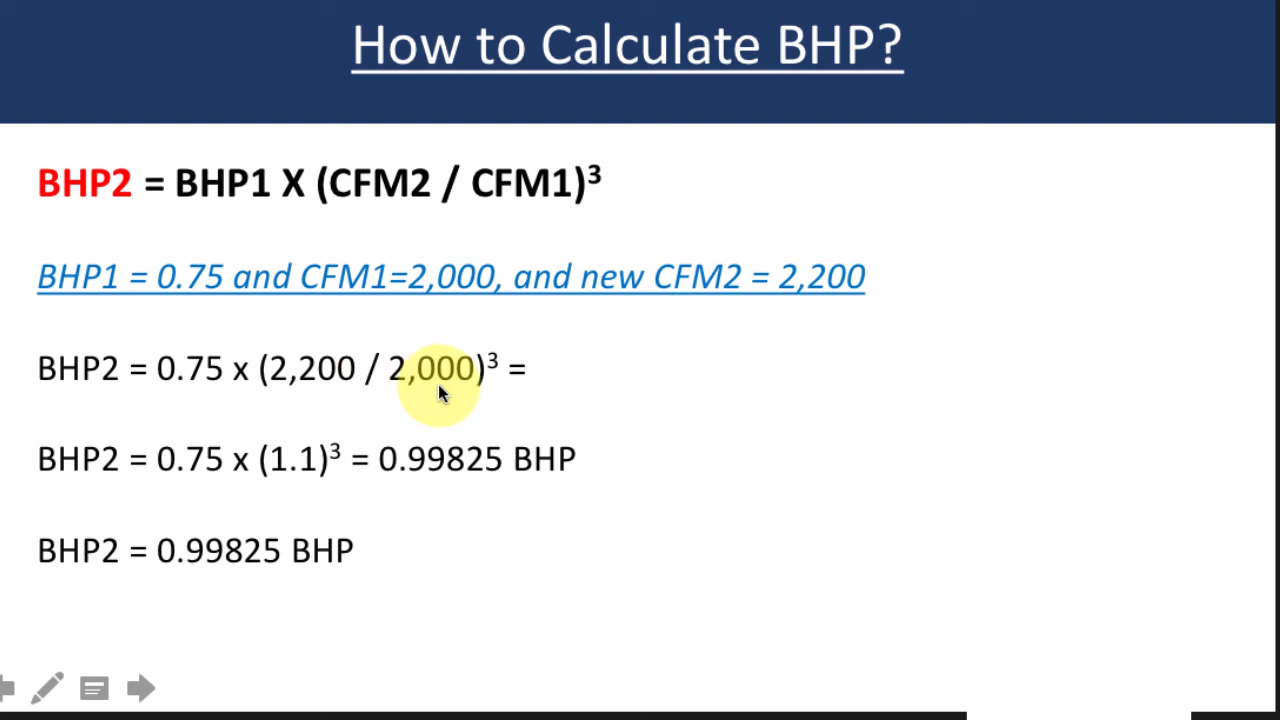 How to Calculate BHP?
BHP2 = BHP1 X (CFM2 / CFM1)³
BHP1 = 0.75 and CFM1=2,000, and new CFM2 = 2,200
BHP2 = 0.75 x (2,200 / 2,000)³ =
BHP2 = 0.75 x (1.1)³ = 0.99825 BHP
BHP2 = 0.99825 BHP